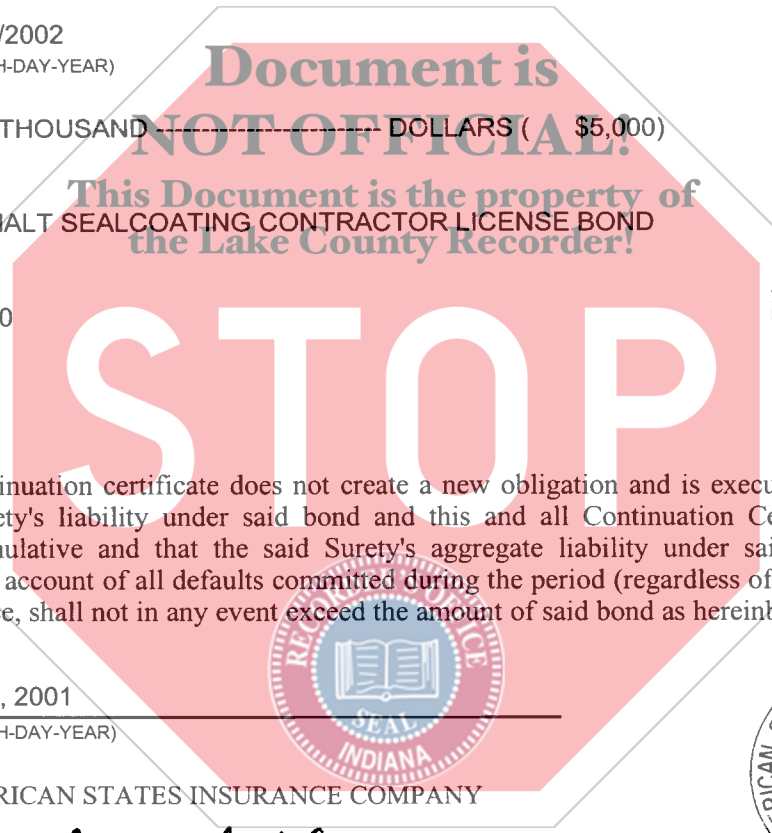 /2002
H-DAY-YEAR)
Document is
THOUSAND ------------------------ DOLLARS ( $5,000)
NOT OFFICIAL!
This Document is the property of
HALT SEALCOATING CONTRACTOR LICENSE BOND
the Lake County Recorder!
0
STOP
inuation certificate does not create a new obligation and is execu
ety's liability under said bond and this and all Continuation Ce
nulative and that the said Surety's aggregate liability under sai
account of all defaults committed during the period (regardless of
e, shall not in any event exceed the amount of said bond as hereinb
RECORDER'S OFFICE
SEAL
INDIANA
, 2001
H-DAY-YEAR)
RICAN STATES INSURANCE COMPANY
RICAN S